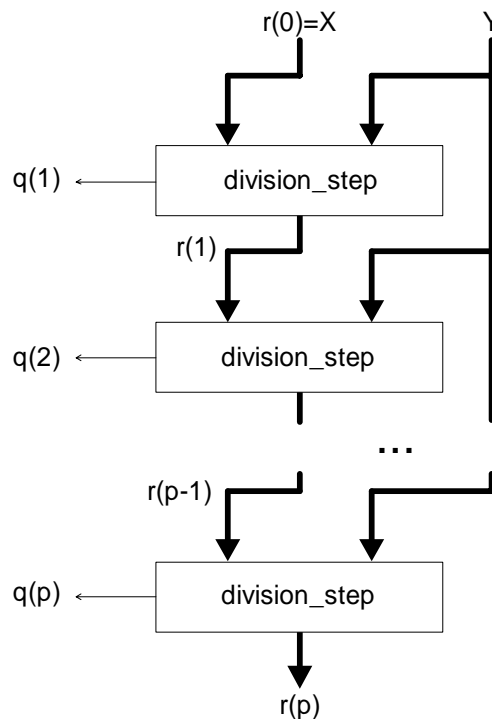 r(0)=X Y
division_step
q(1)
r(1)
division_step
q(2)
...
r(p-1)
division_step
q(p)
r(p)